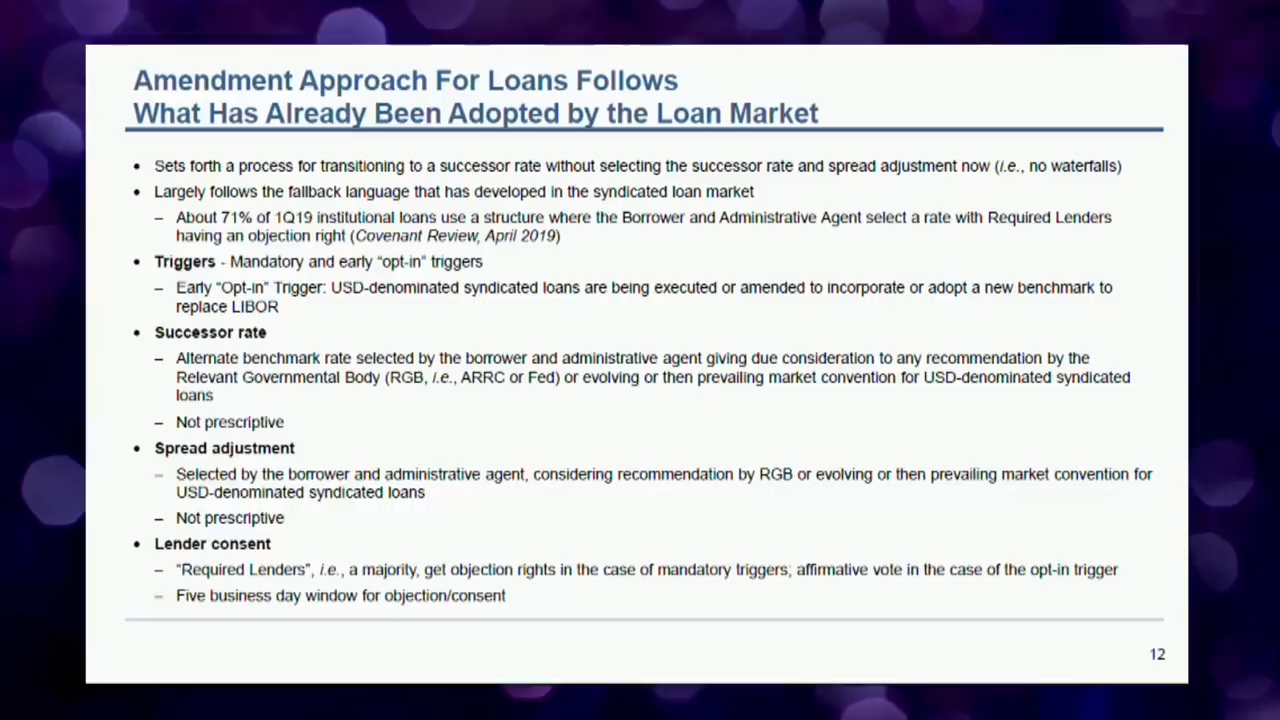 Amendment Approach For Loans Follows
What Has Already Been Adopted by the Loan Market
• Sets forth a process for transitioning to a successor rate without selecting the successor rate and spread adjustment now (i.e., no waterfalls)
• Largely follows the fallback language that has developed in the syndicated loan market
– About 71% of 1Q19 institutional loans use a structure where the Borrower and Administrative Agent select a rate with Required Lenders
having an objection right (Covenant Review, April 2019)
• Triggers - Mandatory and early “opt-in” triggers
– Early “Opt-in” Trigger: USD-denominated syndicated loans are being executed or amended to incorporate or adopt a new benchmark to
replace LIBOR
• Successor rate
– Alternate benchmark rate selected by the borrower and administrative agent giving due consideration to any recommendation by the
Relevant Governmental Body (RGB, i.e., ARRC or Fed) or evolving or then prevailing market convention for USD-denominated syndicated
loans
– Not prescriptive
• Spread adjustment
– Selected by the borrower and administrative agent, considering recommendation by RGB or evolving or then prevailing market convention for
USD-denominated syndicated loans
– Not prescriptive
• Lender consent
– “Required Lenders”, i.e., a majority, get objection rights in the case of mandatory triggers; affirmative vote in the case of the opt-in trigger
– Five business day window for objection/consent
12